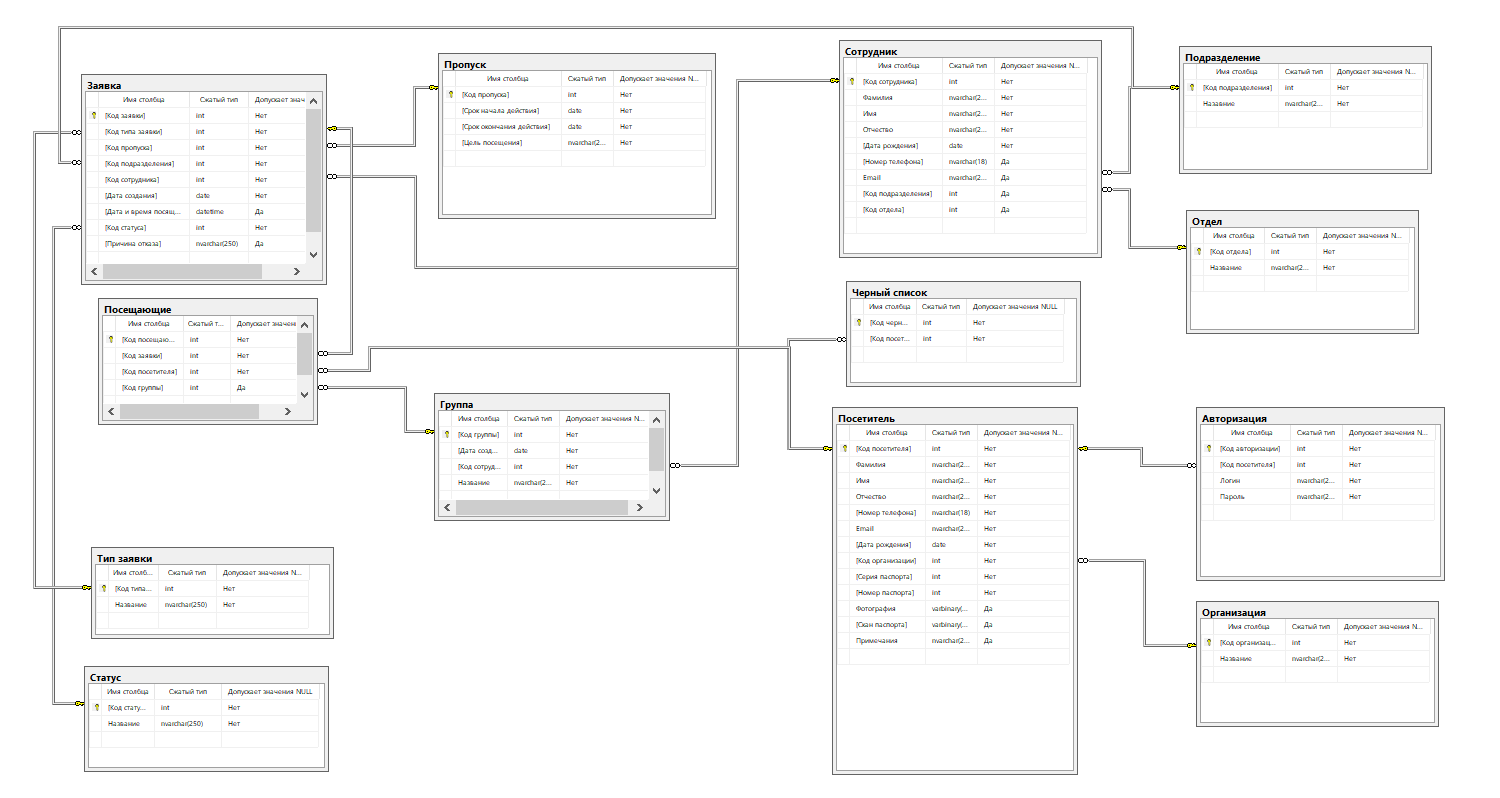 Заявка
Имя столбца Сжатый тип Допускает знач
[Код заявки] int Нет
[Код типа заявки] int Нет
[Код пропуска] int Нет
[Код подразделения] int Нет
[Код сотрудника] int Нет
[Дата создания] date Нет
[Дата и время посещ... datetime Да
[Код статуса] int Нет
[Причина отказа] nvarchar(250) Да
Пропуск
Имя столбца Сжатый тип Допускает значения N...
[Код пропуска] int Нет
[Срок начала действия] date Нет
[Срок окончания действия] date Нет
[Цель посещения] nvarchar(2... Нет
Сотрудник
Имя столбца Сжатый тип Допускает значения N...
[Код сотрудника] int Нет
Фамилия nvarchar(2... Нет
Имя nvarchar(2... Нет
Отчество nvarchar(2... Нет
[Дата рождения] date Нет
[Номер телефона] nvarchar(18) Да
Email nvarchar(2... Да
[Код подразделения] int Да
[Код отдела] int Да
Подразделение
Имя столбца Сжатый тип Допускает значения N...
[Код подразделения] int Нет
Название nvarchar(2... Нет
Отдел
Имя столбца Сжатый тип Допускает значения N...
[Код отдела] int Нет
Название nvarchar(2... Нет
Посещающие
Имя столбца Сжатый т... Допускает значен
[Код посещаю... int Нет
[Код заявки] int Нет
[Код посетителя] int Нет
[Код группы] int Да
Черный список
Имя столбца Сжатый тип Допускает значения NULL
[Код черн... int Нет
[Код посет... int Нет
Группа
Имя столбца Сжатый тип Допускает значения N...
[Код группы] int Нет
[Дата созд... date Нет
[Код сотруд... int Нет
Название nvarchar(2... Нет
Посетитель
Имя столбца Сжатый тип Допускает значения N...
[Код посетителя] int Нет
Фамилия nvarchar(2... Нет
Имя nvarchar(2... Нет
Отчество nvarchar(2... Нет
[Номер телефона] nvarchar(18) Нет
Email nvarchar(2... Нет
[Дата рождения] date Нет
[Код организации] int Нет
[Серия паспорта] int Нет
[Номер паспорта] int Нет
Фотография varbinary(... Да
[Скан паспорта] varbinary(... Да
Примечания nvarchar(2... Да
Авторизация
Имя столбца Сжатый тип Допускает значения N...
[Код авторизации] int Нет
[Код посетителя] int Нет
Логин nvarchar(2... Нет
Пароль nvarchar(2... Нет
Тип заявки
Имя столб... Сжатый тип Допускает значения N...
[Код типа... int Нет
Название nvarchar(250) Нет
Организация
Имя столбца Сжатый тип Допускает значения N...
[Код организац... int Нет
Название nvarchar(2... Нет
Статус
Имя столбца Сжатый тип Допускает значения NULL
[Код стату... int Нет
Название nvarchar(250) Нет